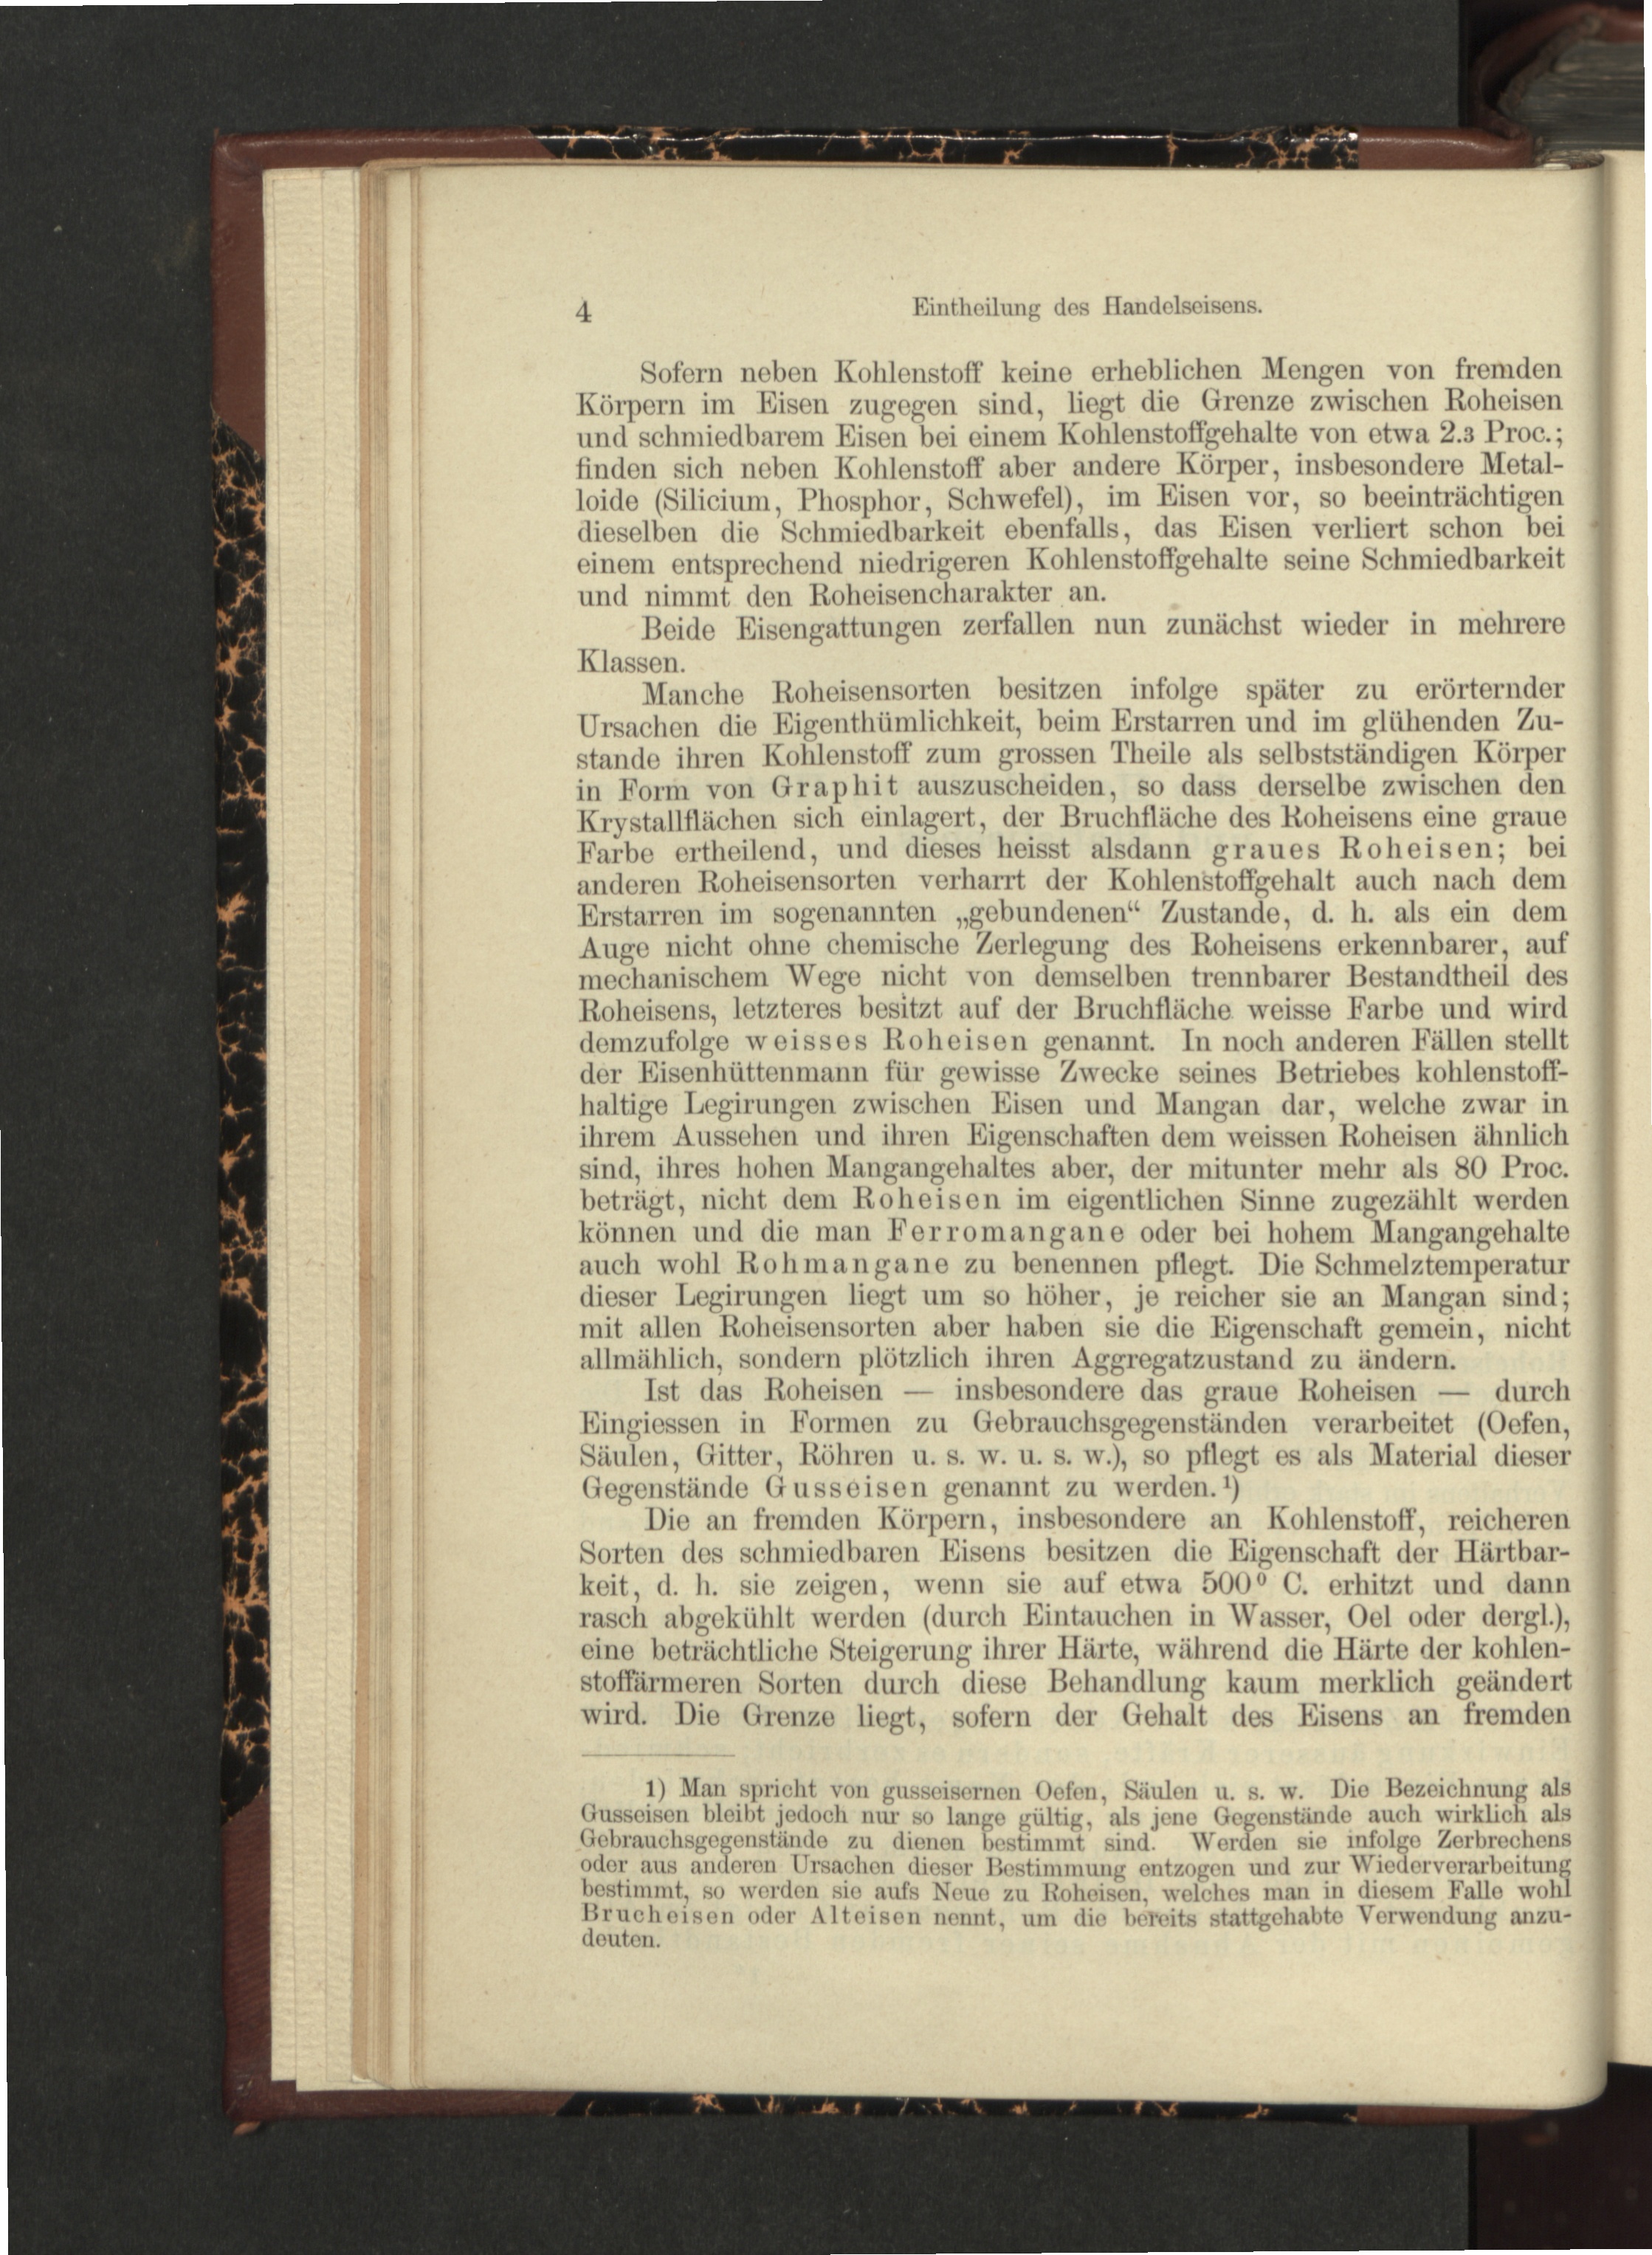 4
Eintheilung des Handelseisens.
Sofern neben Kohlenstoff keine erheblichen Mengen von fremden
Körpern im Eisen zugegen sind, liegt die Grenze zwischen Roheisen
und schmiedbarem Eisen bei einem Kohlenstoffgehalte von etwa 2.3 Proc.;
finden sich neben Kohlenstoff aber andere Körper, insbesondere Metal-
loide (Silicium, Phosphor, Schwefel), im Eisen vor, so beeinträchtigen
dieselben die Schmiedbarkeit ebenfalls, das Eisen verliert schon bei
einem entsprechend niedrigeren Kohlenstoffgehalte seine Schmiedbarkeit
und nimmt den Roheisencharakter an.
Beide Eisengattungen zerfallen nun zunächst wieder in mehrere
Klassen.
Manche Roheisensorten besitzen infolge später zu erörternder
Ursachen die Eigenthümlichkeit, beim Erstarren und im glühenden Zu-
stande ihren Kohlenstoff zum grossen Theile als selbstständigen Körper
in Form von Graphit auszuscheiden, so dass derselbe zwischen den
Krystallflächen sich einlagert, der Bruchfläche des Roheisens eine graue
Farbe ertheilend, und dieses heisst alsdann graues Roheisen; bei
anderen Roheisensorten verharrt der Kohlenstoffgehalt auch nach dem
Erstarren im sogenannten „gebundenen“ Zustande, d. h. als ein dem
Auge nicht ohne chemische Zerlegung des Roheisens erkennbarer, auf
mechanischem Wege nicht von demselben trennbarer Bestandtheil des
Roheisens, letzteres besitzt auf der Bruchfläche weisse Farbe und wird
demzufolge weisses Roheisen genannt. In noch anderen Fällen stellt
der Eisenhüttenmann für gewisse Zwecke seines Betriebes kohlenstoff-
haltige Legirungen zwischen Eisen und Mangan dar, welche zwar in
ihrem Aussehen und ihren Eigenschaften dem weissen Roheisen ähnlich
sind, ihres hohen Mangangehaltes aber, der mitunter mehr als 80 Proc.
beträgt, nicht dem Roheisen im eigentlichen Sinne zugezählt werden
können und die man Ferromangane oder bei hohem Mangangehalte
auch wohl Rohmangane zu benennen pflegt. Die Schmelztemperatur
dieser Legirungen liegt um so höher, je reicher sie an Mangan sind;
mit allen Roheisensorten aber haben sie die Eigenschaft gemein, nicht
allmählich, sondern plötzlich ihren Aggregatzustand zu ändern.
Ist das Roheisen — insbesondere das graue Roheisen — durch
Eingiessen in Formen zu Gebrauchsgegenständen verarbeitet (Oefen,
Säulen, Gitter, Röhren u. s. w. u. s. w.), so pflegt es als Material dieser
Gegenstände Gusseisen genannt zu werden.¹)
Die an fremden Körpern, insbesondere an Kohlenstoff, reicheren
Sorten des schmiedbaren Eisens besitzen die Eigenschaft der Härtbar-
keit, d. h. sie zeigen, wenn sie auf etwa 500⁰ C. erhitzt und dann
rasch abgekühlt werden (durch Eintauchen in Wasser, Oel oder dergl.),
eine beträchtliche Steigerung ihrer Härte, während die Härte der kohlen-
stoffärmeren Sorten durch diese Behandlung kaum merklich geändert
wird. Die Grenze liegt, sofern der Gehalt des Eisens an fremden
1) Man spricht von gusseisernen Oefen, Säulen u. s. w. Die Bezeichnung als
Gusseisen bleibt jedoch nur so lange gültig, als jene Gegenstände auch wirklich als
Gebrauchsgegenstände zu dienen bestimmt sind. Werden sie infolge Zerbrechens
oder aus anderen Ursachen dieser Bestimmung entzogen und zur Wiederverarbeitung
bestimmt, so werden sie aufs Neue zu Roheisen, welches man in diesem Falle wohl
Brucheisen oder Alteisen nennt, um die bereits stattgehabte Verwendung anzu-
deuten.